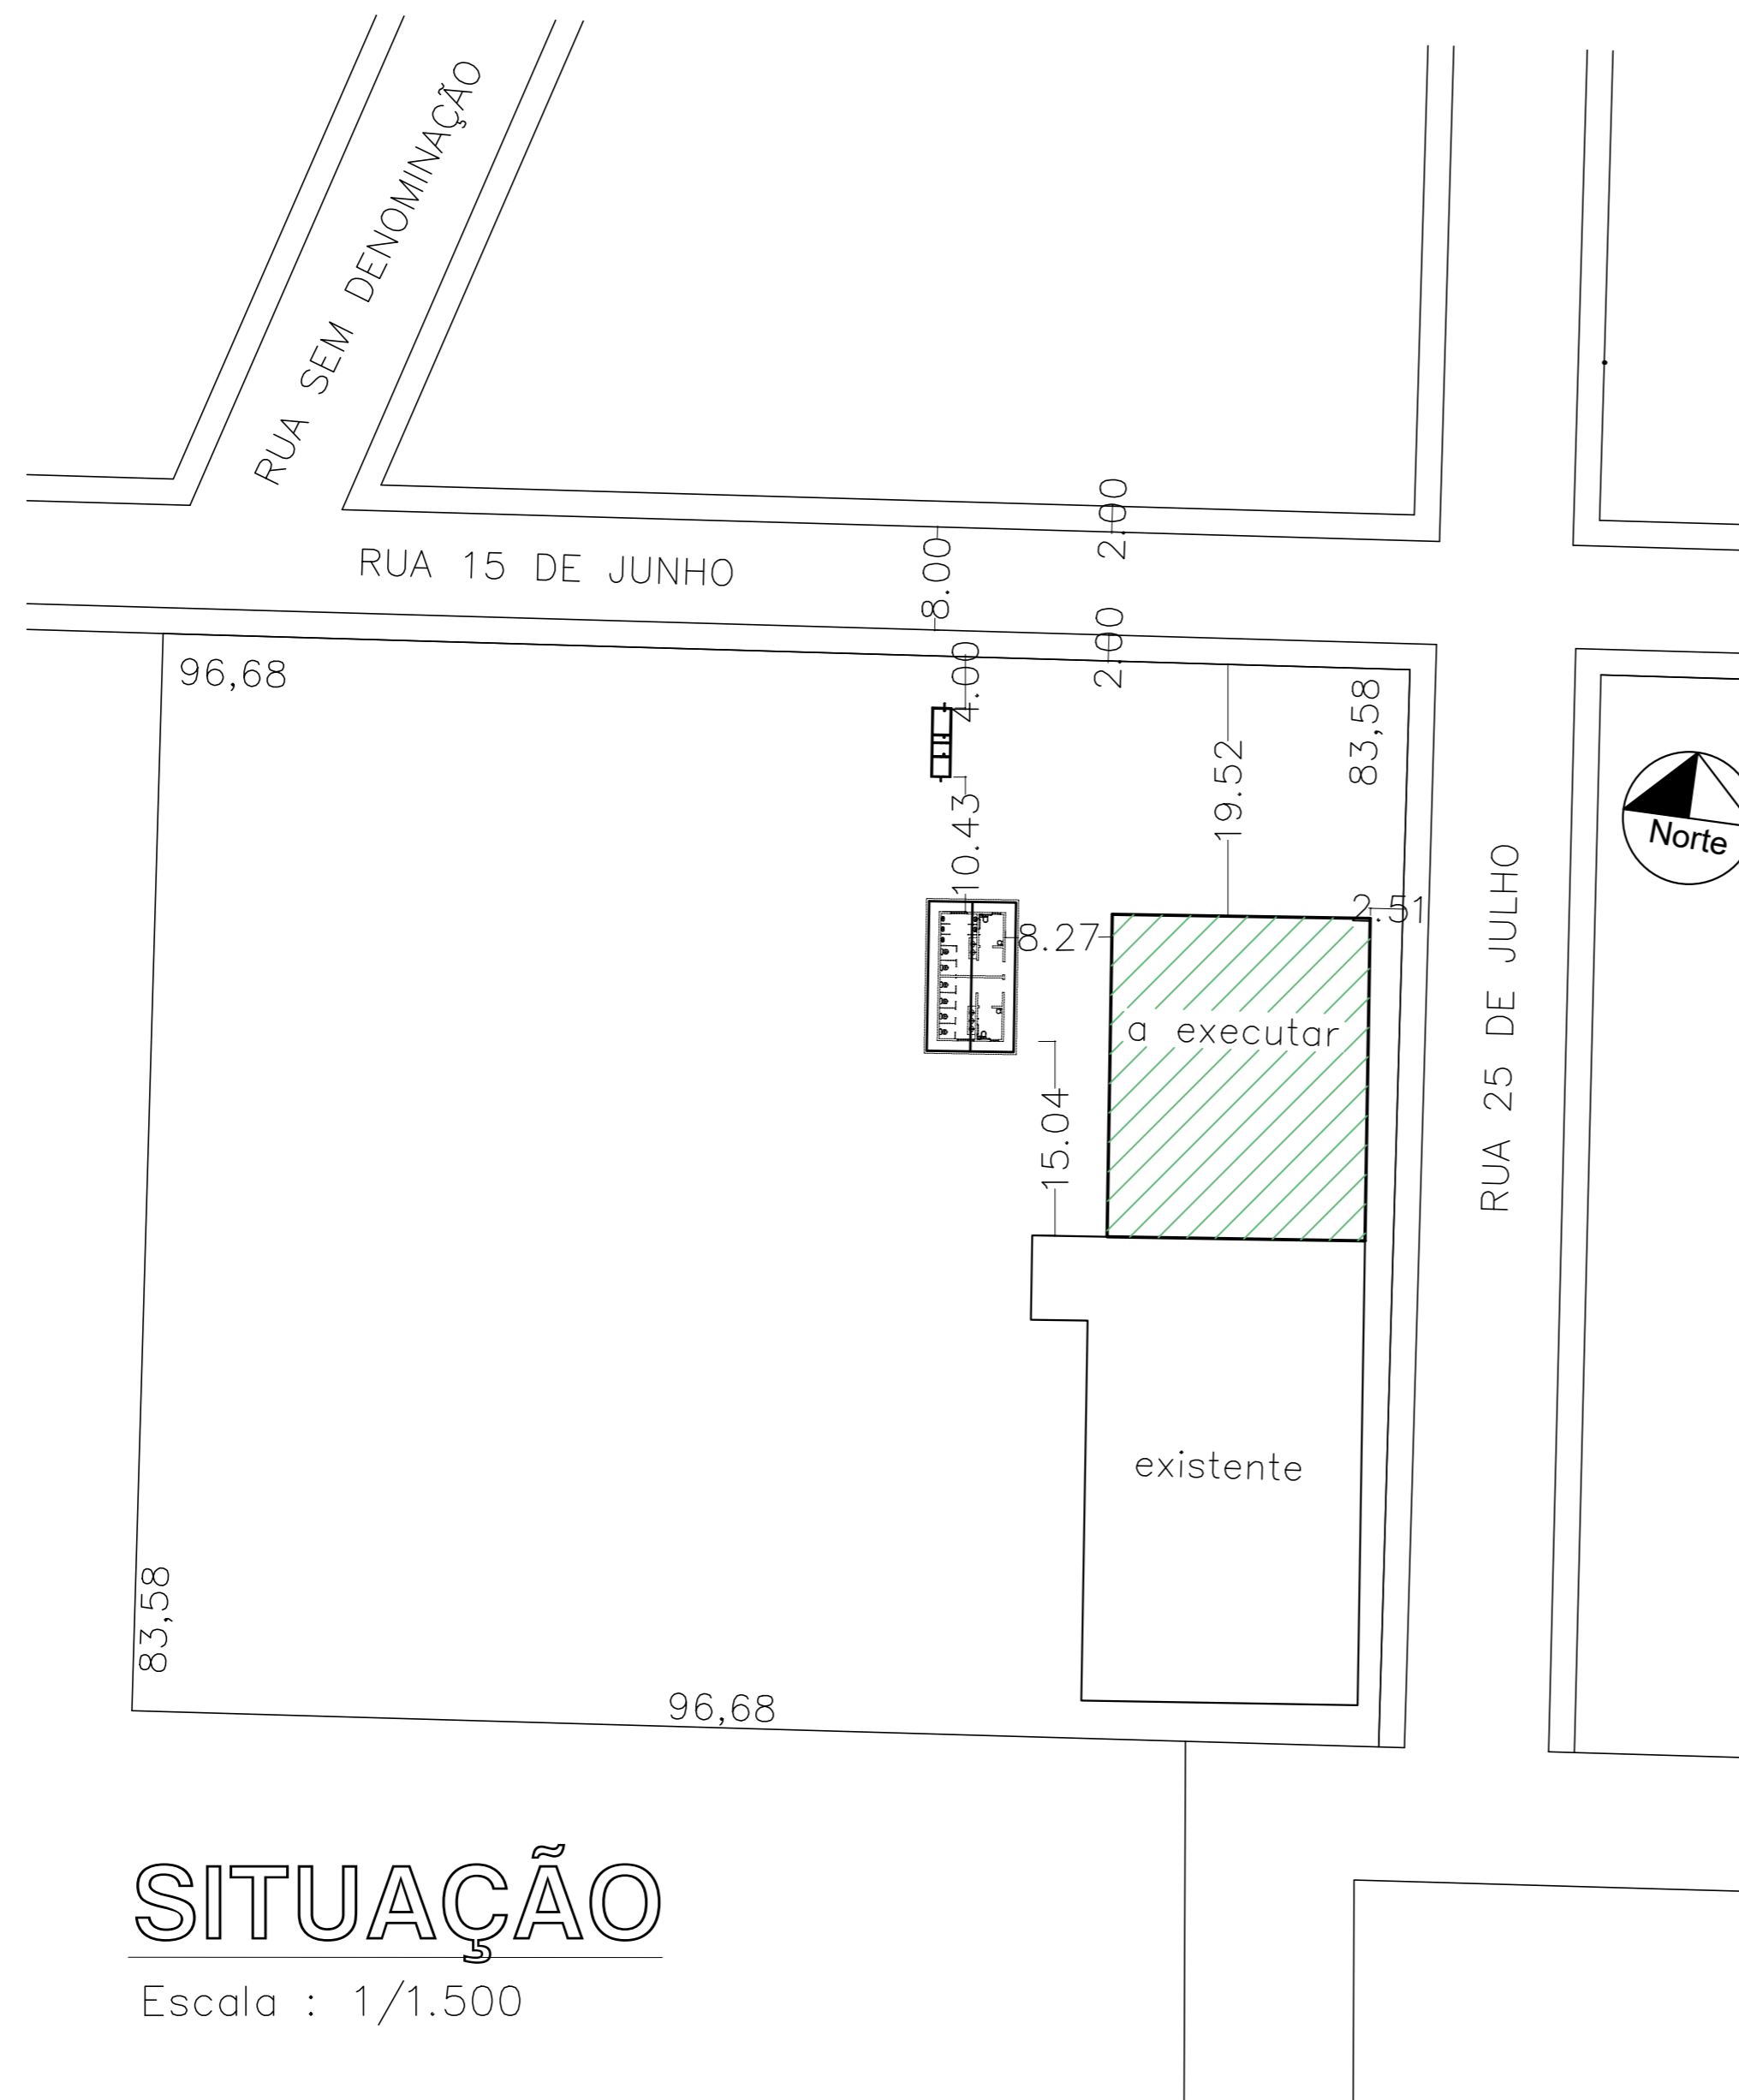 RUA SEM DENOMINAÇÃO
2.00
8.00
RUA 15 DE JUNHO
2.00
4.00
96,68
83,58
19.52
10.43
Norte
2.51
8.27
RUA 25 DE JULHO
a executar
15.04
existente
83,58
96,68
SITUAÇÃO
Escala : 1/1.500